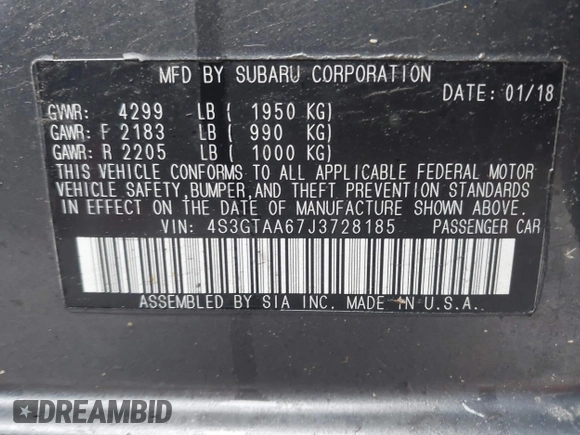 MFD BY SUBARU CORPORATION
DATE: 01/18
GVWR: 4299 LB ( 1950 KG)
GAWR: F 2183 LB ( 990 KG)
GAWR: R 2205 LB ( 1000 KG)
THIS VEHICLE CONFORMS TO ALL APPLICABLE FEDERAL MOTOR
VEHICLE SAFETY,BUMPER,AND THEFT PREVENTION STANDARDS
IN EFFECT ON THE DATE OF MANUFACTURE SHOWN ABOVE.
VIN: 4S3GTAA67J3728185 PASSENGER CAR
ASSEMBLED BY SIA INC. MADE IN U.S.A.
DREAMBID